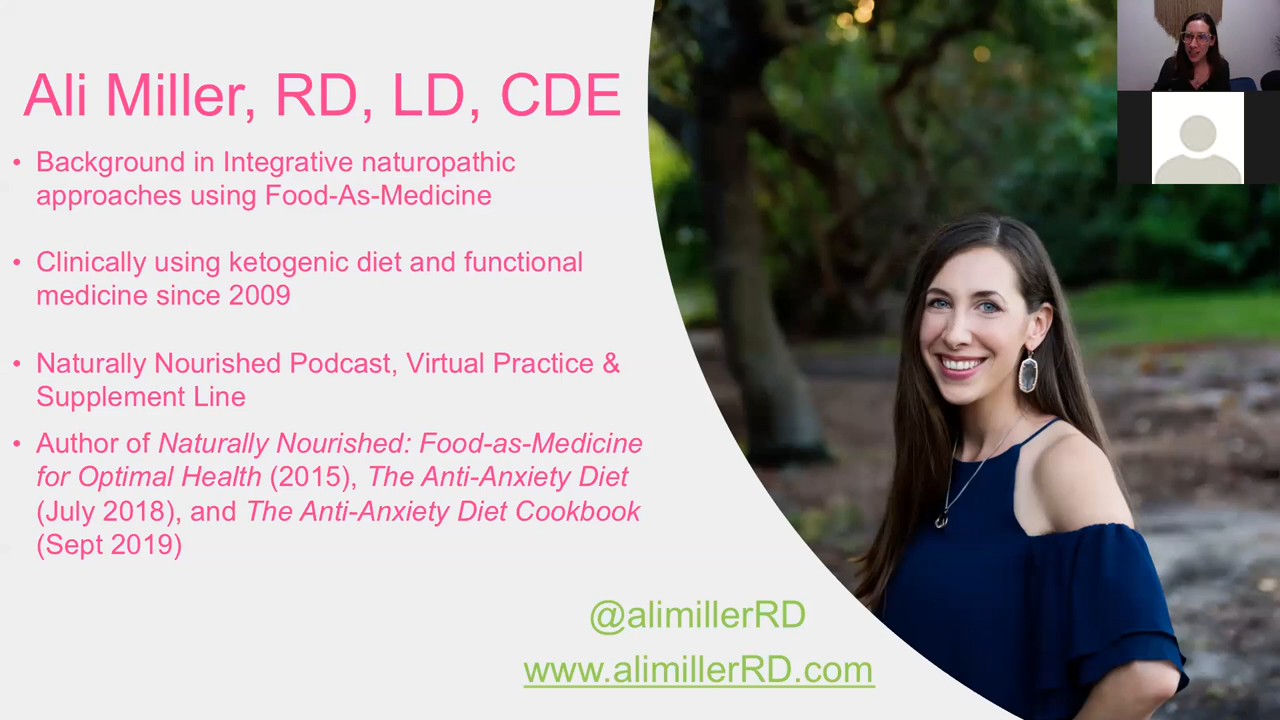 Ali Miller, RD, LD, CDE
• Background in Integrative naturopathic
approaches using Food-As-Medicine
• Clinically using ketogenic diet and functional
medicine since 2009
• Naturally Nourished Podcast, Virtual Practice &
Supplement Line
• Author of Naturally Nourished: Food-as-Medicine
for Optimal Health (2015), The Anti-Anxiety Diet
(July 2018), and The Anti-Anxiety Diet Cookbook
(Sept 2019)
@alimillerRD
www.alimillerRD.com